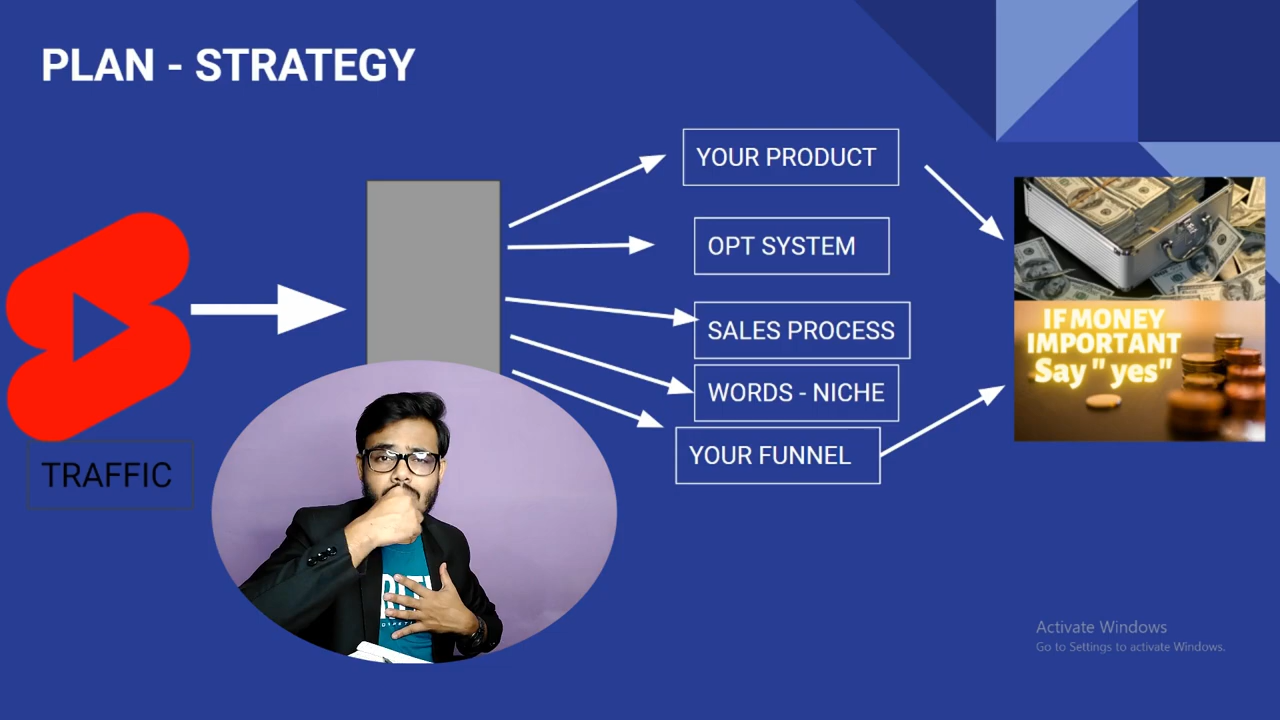 PLAN - STRATEGY
YOUR PRODUCT
OPT SYSTEM
SALES PROCESS
WORDS - NICHE
YOUR FUNNEL
TRAFFIC
IF MONEY
IMPORTANT
Say " yes"
Activate Windows
Go to Settings to activate Windows.